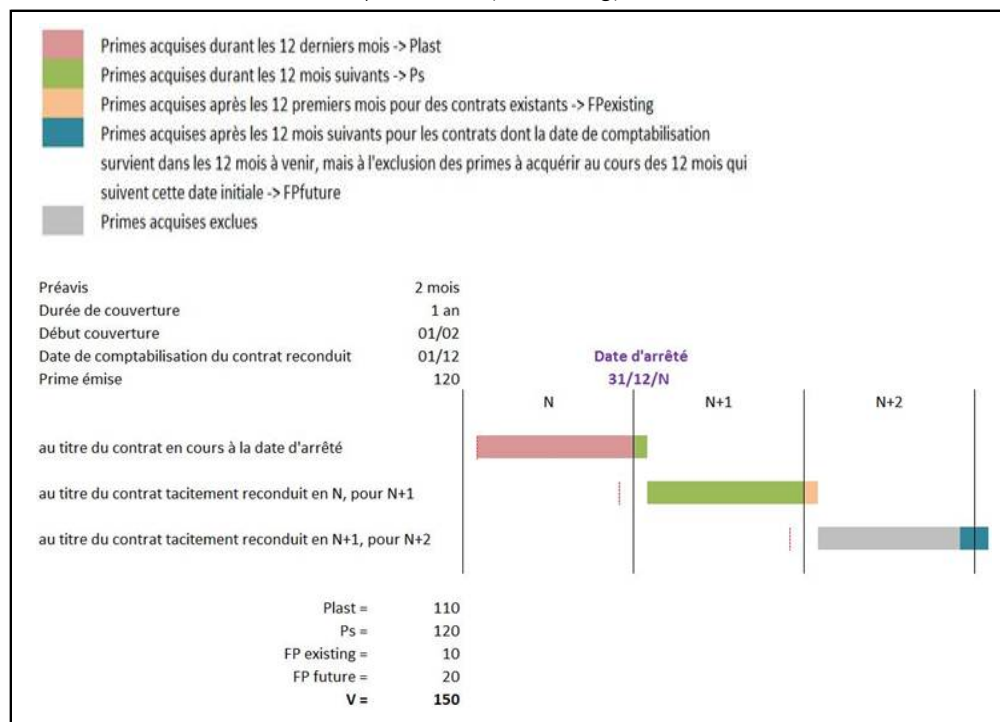 Primes acquises durant les 12 derniers mois -> Plast
Primes acquises durant les 12 mois suivants -> Ps
Primes acquises après les 12 premiers mois pour des contrats existants -> FPexisting
Primes acquises après les 12 mois suivants pour les contrats dont la date de comptabilisation
survient dans les 12 mois à venir, mais à l'exclusion des primes à acquérir au cours des 12 mois qui
suivent cette date initiale -> FPfuture
Primes acquises exclues
Préavis 2 mois
Durée de couverture 1 an
Début couverture 01/02
Date de comptabilisation du contrat reconduit 01/12 Date d'arrêté
Prime émise 120 31/12/N
N N+1 N+2
au titre du contrat en cours à la date d'arrêté
au titre du contrat tacitement reconduit en N, pour N+1
au titre du contrat tacitement reconduit en N+1, pour N+2
Plast = 110
Ps = 120
FP existing = 10
FP future = 20
V = 150